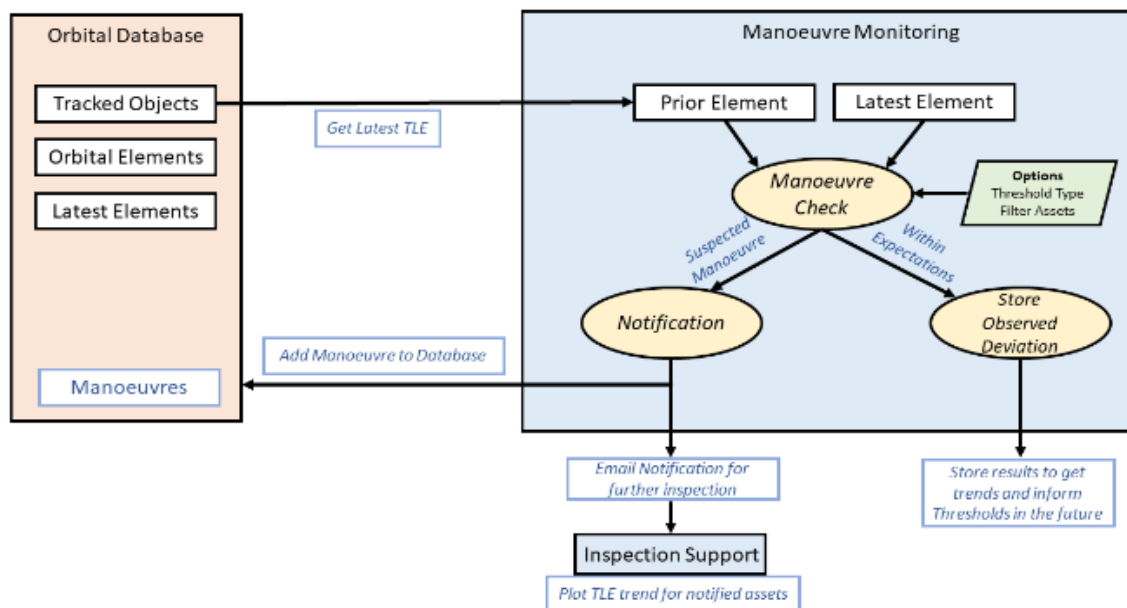 Orbital Database
Tracked Objects
Orbital Elements
Latest Elements
Manoeuvres
Get Latest TLE
Add Manoeuvre to Database
Manoeuvre Monitoring
Prior Element
Latest Element
Manoeuvre
Check
Options
Threshold Type
Filter Assets
Suspected
Manoeuvre
Within
Expectations
Notification
Store
Observed
Deviation
Email Notification for
further inspection
Store results to get
trends and inform
Thresholds in the future
Inspection Support
Plot TLE trend for notified assets